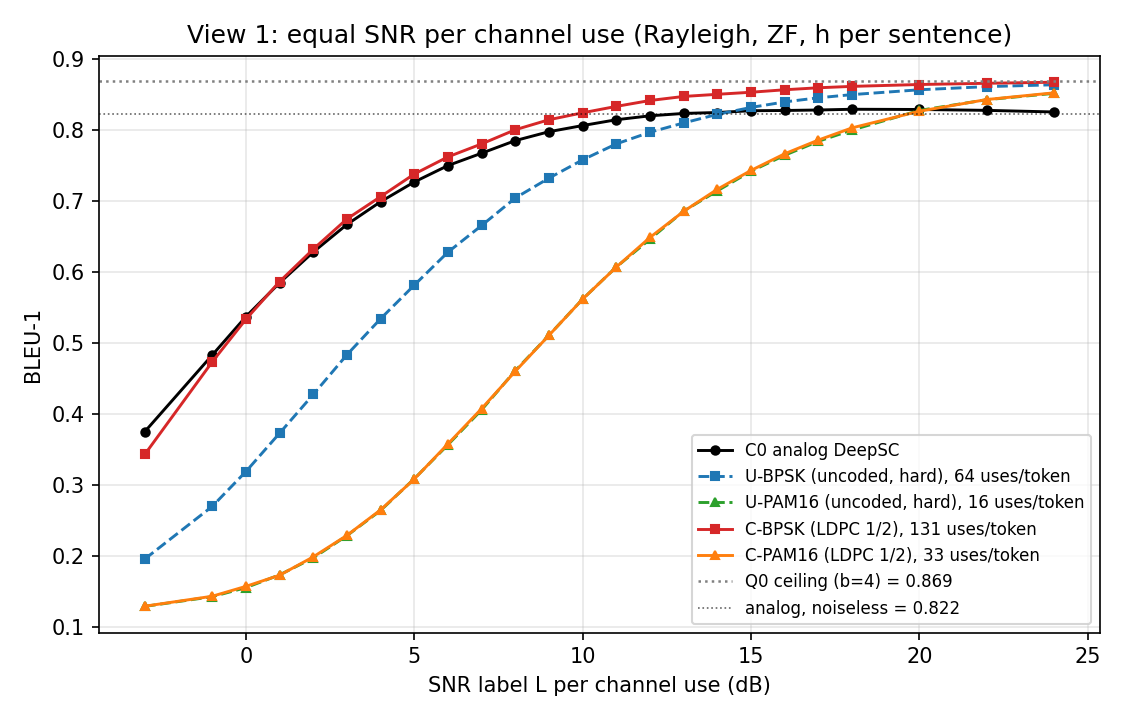 View 1: equal SNR per channel use (Rayleigh, ZF, h per sentence)
0.9
0.8
0.7
0.6
0.5
0.4
0.3
0.2
0.1
BLEU-1
C0 analog DeepSC
U-BPSK (uncoded, hard), 64 uses/token
U-PAM16 (uncoded, hard), 16 uses/token
C-BPSK (LDPC 1/2), 131 uses/token
C-PAM16 (LDPC 1/2), 33 uses/token
Q0 ceiling (b=4) = 0.869
analog, noiseless = 0.822
0 5 10 15 20 25
SNR label L per channel use (dB)